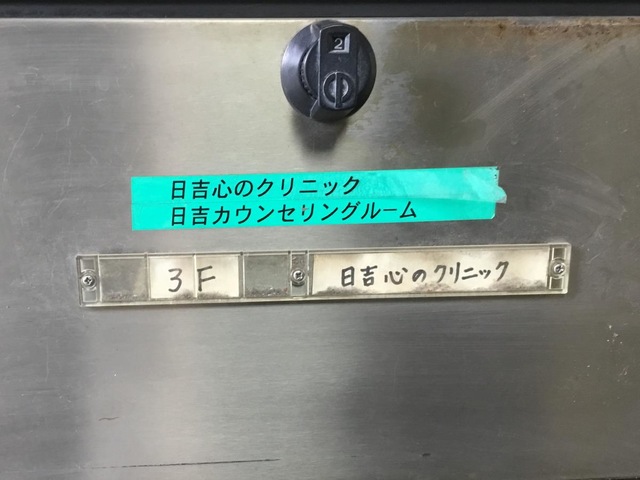 2
日吉心のクリニック
日吉カウンセリングルーム
3F
日吉心のクリニック